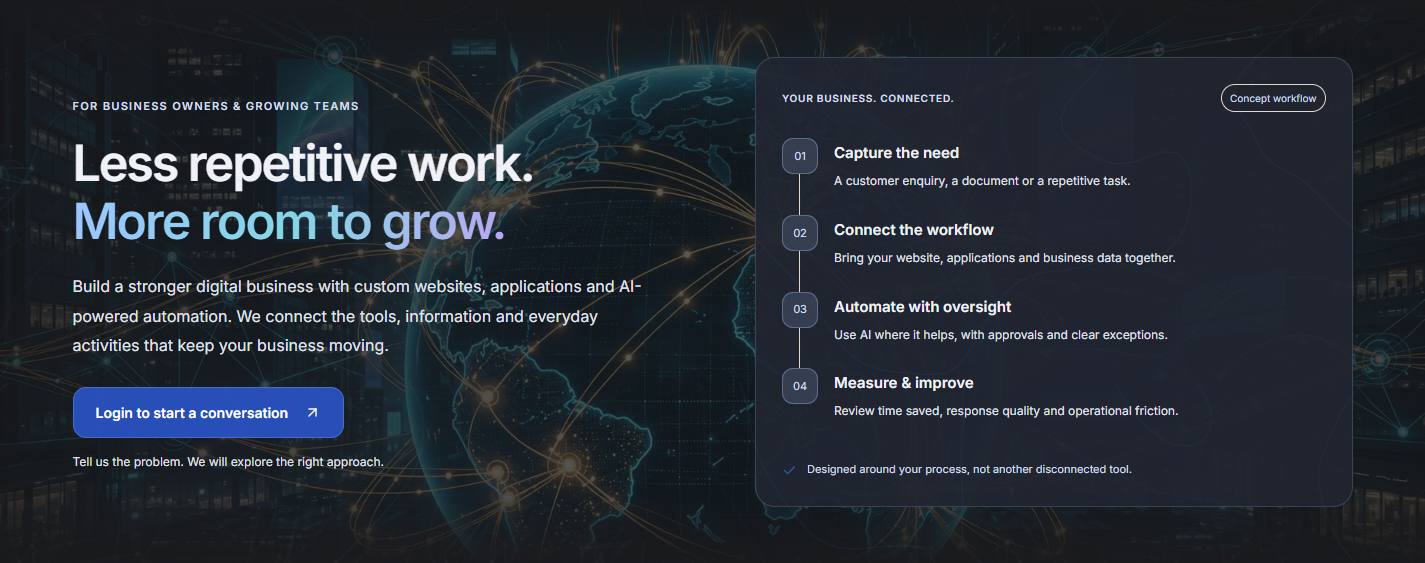 FOR BUSINESS OWNERS & GROWING TEAMS
Less repetitive work.
More room to grow.
Build a stronger digital business with custom websites, applications and AI-
powered automation. We connect the tools, information and everyday
activities that keep your business moving.
Login to start a conversation
Tell us the problem. We will explore the right approach.
YOUR BUSINESS. CONNECTED.
Concept workflow
01
Capture the need
A customer enquiry, a document or a repetitive task.
02
Connect the workflow
Bring your website, applications and business data together.
03
Automate with oversight
Use AI where it helps, with approvals and clear exceptions.
04
Measure & improve
Review time saved, response quality and operational friction.
Designed around your process, not another disconnected tool.